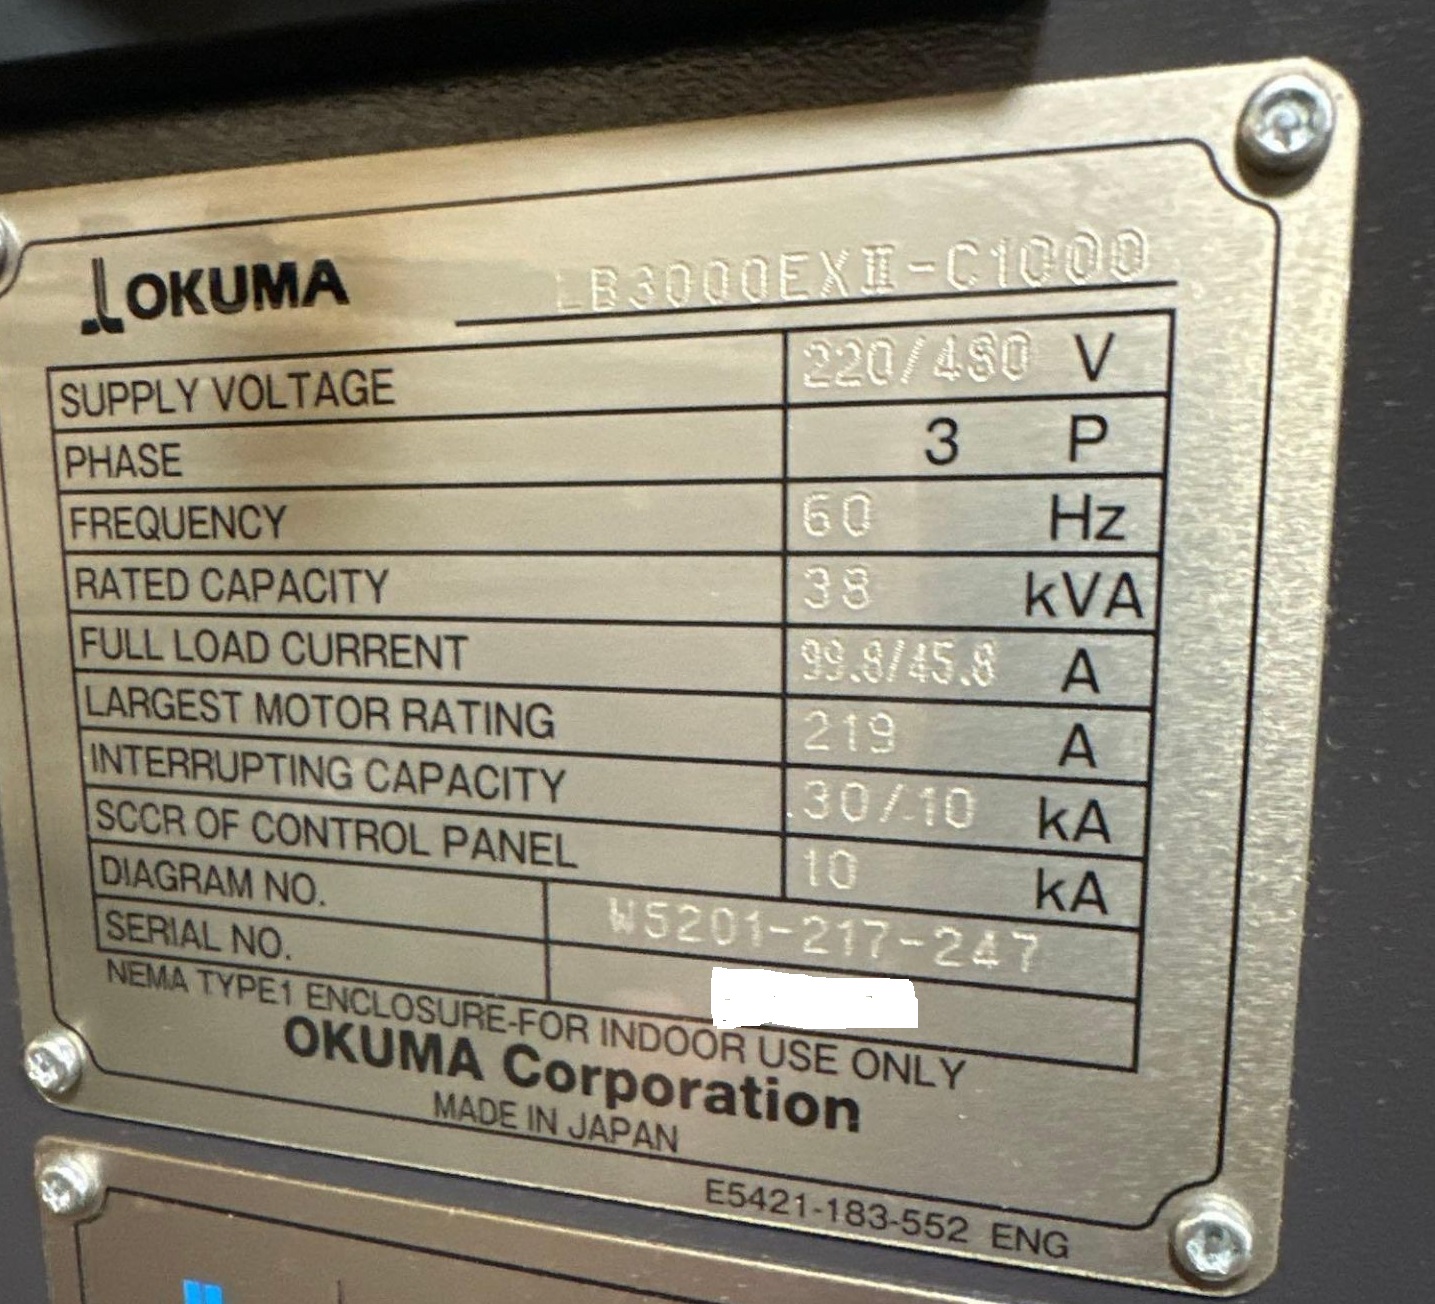 OKUMA LB3000EXⅡ-C1000
SUPPLY VOLTAGE 220/480 V
PHASE 3 P
FREQUENCY 60 Hz
RATED CAPACITY 38 kVA
FULL LOAD CURRENT 99.8/45.8 A
LARGEST MOTOR RATING 219 A
INTERRUPTING CAPACITY 30/10 kA
SCCR OF CONTROL PANEL 10 kA
DIAGRAM NO. W5201-217-247
SERIAL NO.
NEMA TYPE1 ENCLOSURE-FOR INDOOR USE ONLY
OKUMA Corporation
MADE IN JAPAN
E5421-183-552 ENG